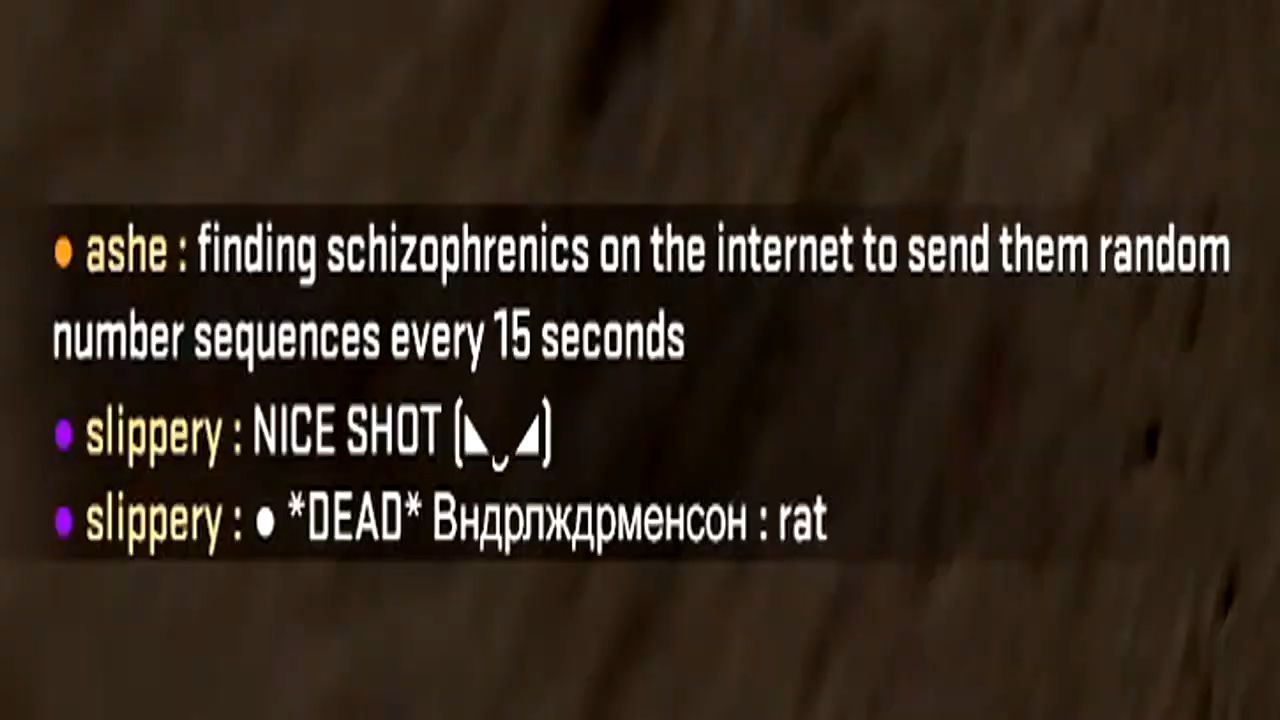 ● ashe : finding schizophrenics on the internet to send them random
number sequences every 15 seconds
● slippery : NICE SHOT (◣‿◢)
● slippery : ● *DEAD* Вндрлждрменсон : rat